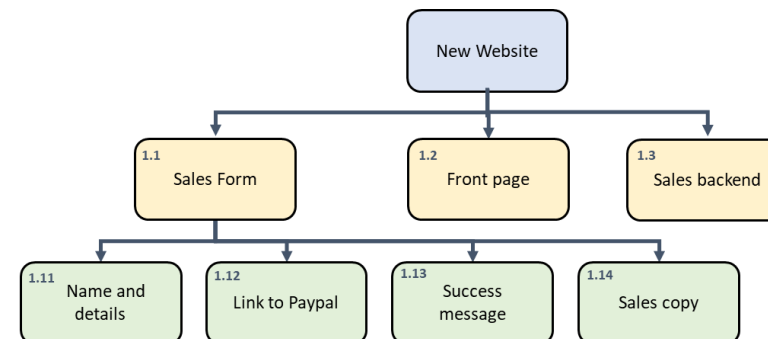 New Website
1.1
Sales Form
1.2
Front page
1.3
Sales backend
1.11
Name and
details
1.12
Link to Paypal
1.13
Success
message
1.14
Sales copy